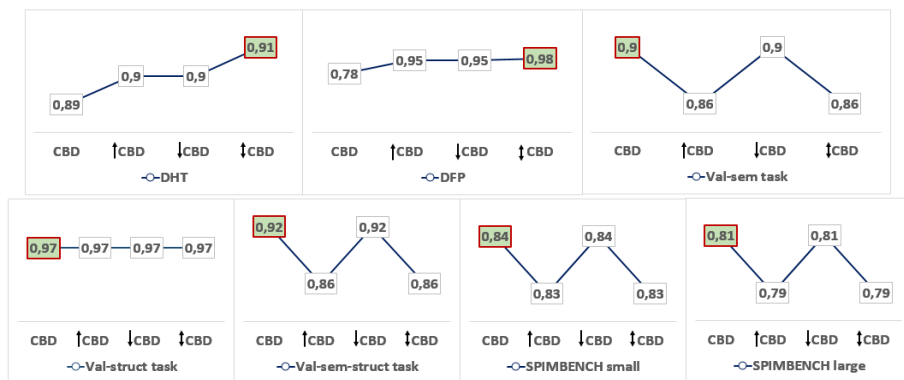 0,89 0,9 0,9 0,91
CBD ↑CBD ↓CBD ↕CBD
DHT
0,78 0,95 0,95 0,98
CBD ↑CBD ↓CBD ↕CBD
DFP
0,9 0,86 0,9 0,86
CBD ↑CBD ↓CBD ↕CBD
Val-sem task
0,97 0,97 0,97 0,97
CBD ↑CBD ↓CBD ↕CBD
Val-struct task
0,92 0,86 0,92 0,86
CBD ↑CBD ↓CBD ↕CBD
Val-sem-struct task
0,84 0,83 0,84 0,83
CBD ↑CBD ↓CBD ↕CBD
SPIMBENCH small
0,81 0,79 0,81 0,79
CBD ↑CBD ↓CBD ↕CBD
SPIMBENCH large